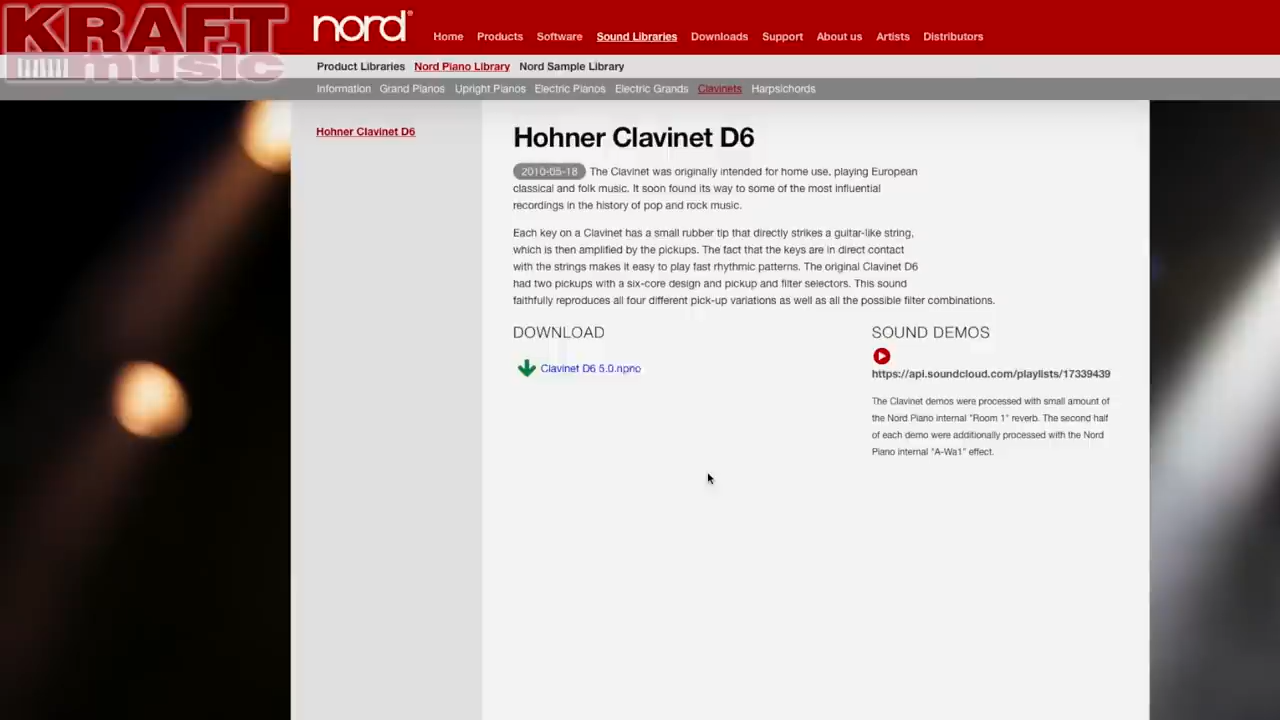 KRAFT
music
nord®
Home Products Software Sound Libraries Downloads Support About us Artists Distributors
Product Libraries Nord Piano Library Nord Sample Library
Information Grand Pianos Upright Pianos Electric Pianos Electric Grands Clavinets Harpsichords
Hohner Clavinet D6
Hohner Clavinet D6
2010-05-18 The Clavinet was originally intended for home use, playing European
classical and folk music. It soon found its way to some of the most influential
recordings in the history of pop and rock music.
Each key on a Clavinet has a small rubber tip that directly strikes a guitar-like string,
which is then amplified by the pickups. The fact that the keys are in direct contact
with the strings makes it easy to play fast rhythmic patterns. The original Clavinet D6
had two pickups with a six-core design and pickup and filter selectors. This sound
faithfully reproduces all four different pick-up variations as well as all the possible filter combinations.
DOWNLOAD
Clavinet D6 5.0.npno
SOUND DEMOS
https://api.soundcloud.com/playlists/17339439
The Clavinet demos were processed with small amount of
the Nord Piano internal "Room 1" reverb. The second half
of each demo were additionally processed with the Nord
Piano internal "A-Wa1" effect.